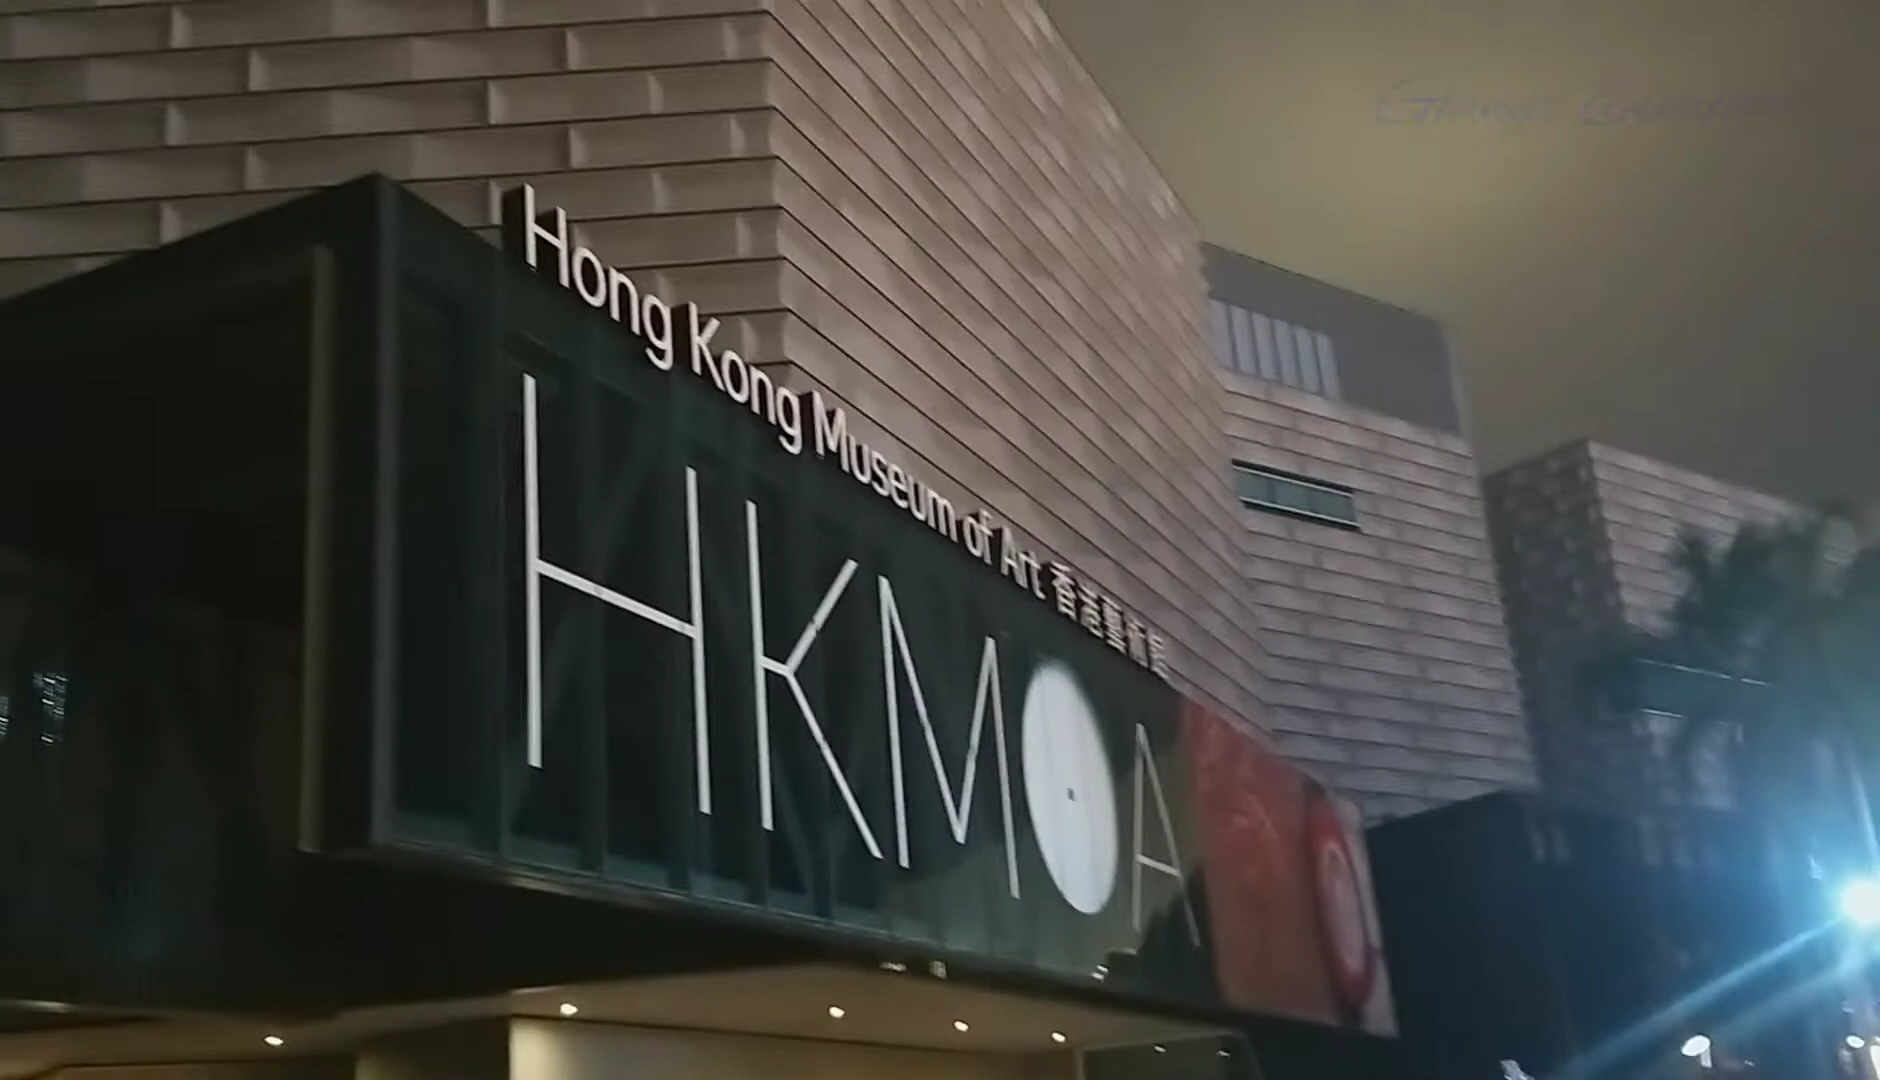 Hong Kong Museum of Art 香港藝術館
HKMOA